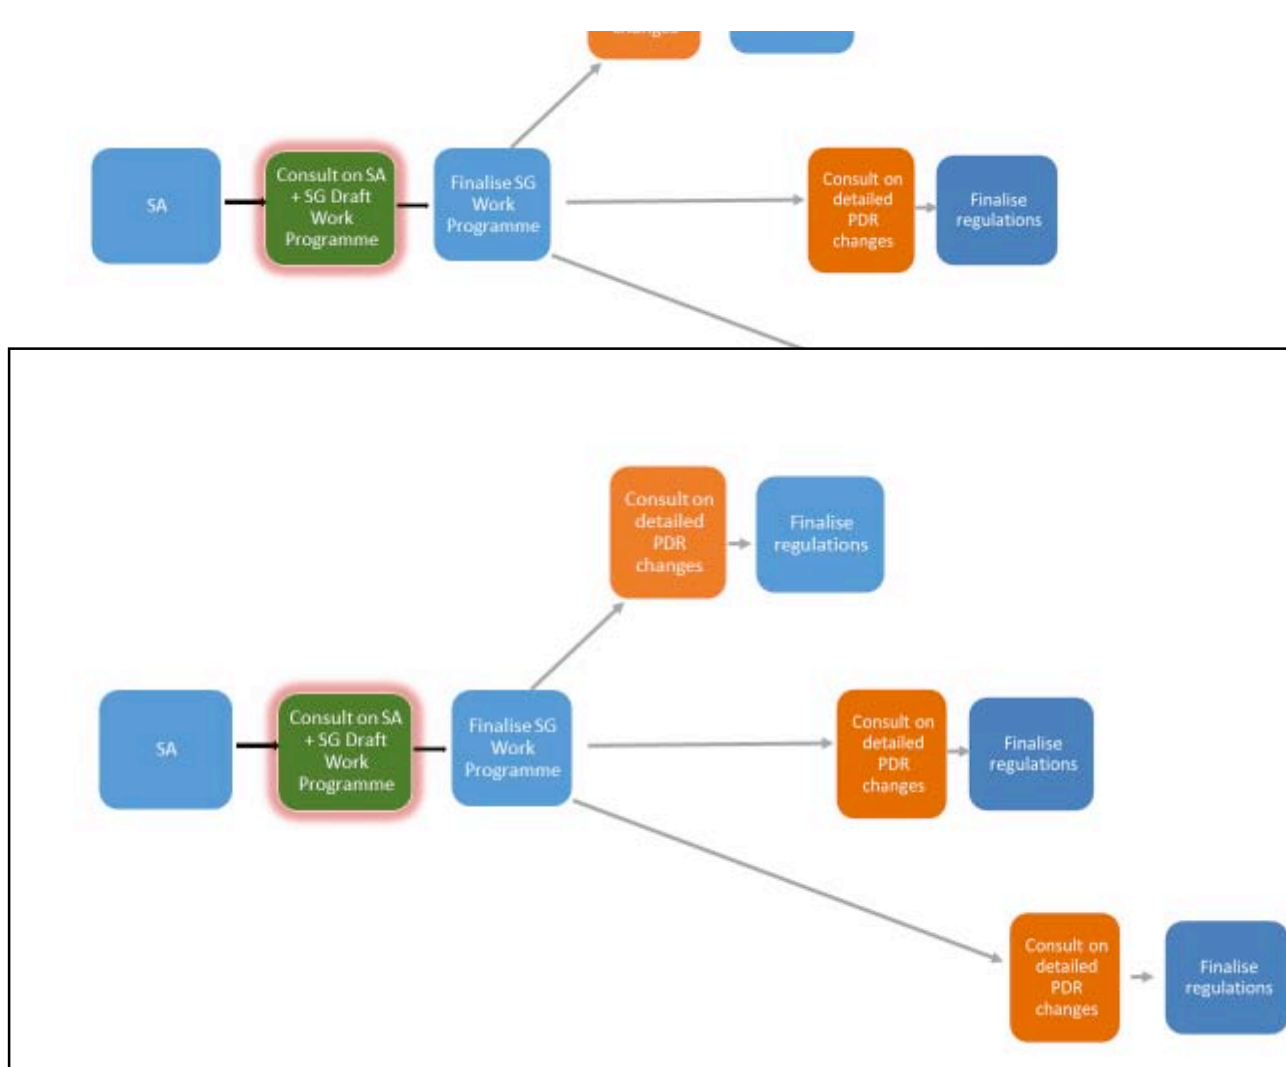 changes
SA
Consult on SA
+ SG Draft
Work
Programme
Finalise SG
Work
Programme
Consult on
detailed
PDR
changes
Finalise
regulations
Consult on
detailed
PDR
changes
Finalise
regulations
SA
Consult on SA
+ SG Draft
Work
Programme
Finalise SG
Work
Programme
Consult on
detailed
PDR
changes
Finalise
regulations
Consult on
detailed
PDR
changes
Finalise
regulations